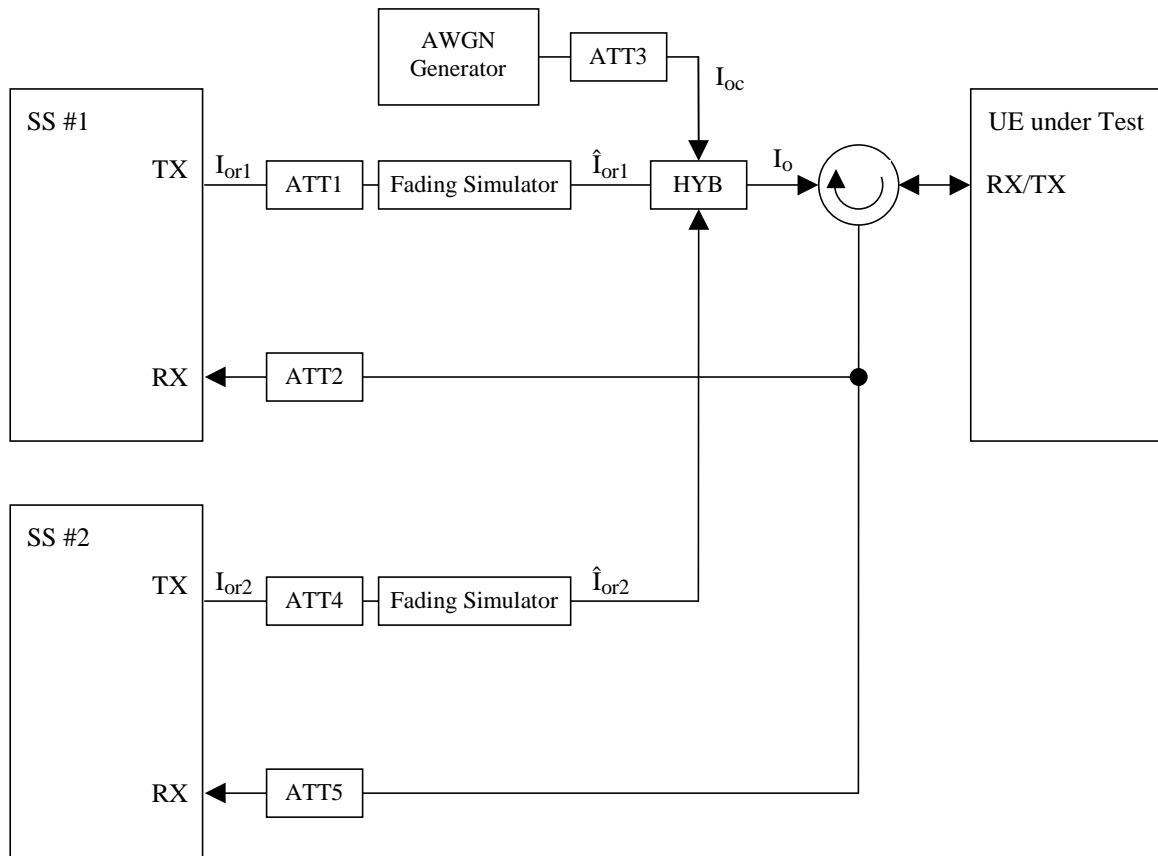 AWGN
Generator
ATT3
I_oc
SS #1
UE under Test
TX
I_or1
ATT1
Fading Simulator
Î_or1
HYB
I_o
RX/TX
RX
ATT2
SS #2
TX
I_or2
ATT4
Fading Simulator
Î_or2
RX
ATT5